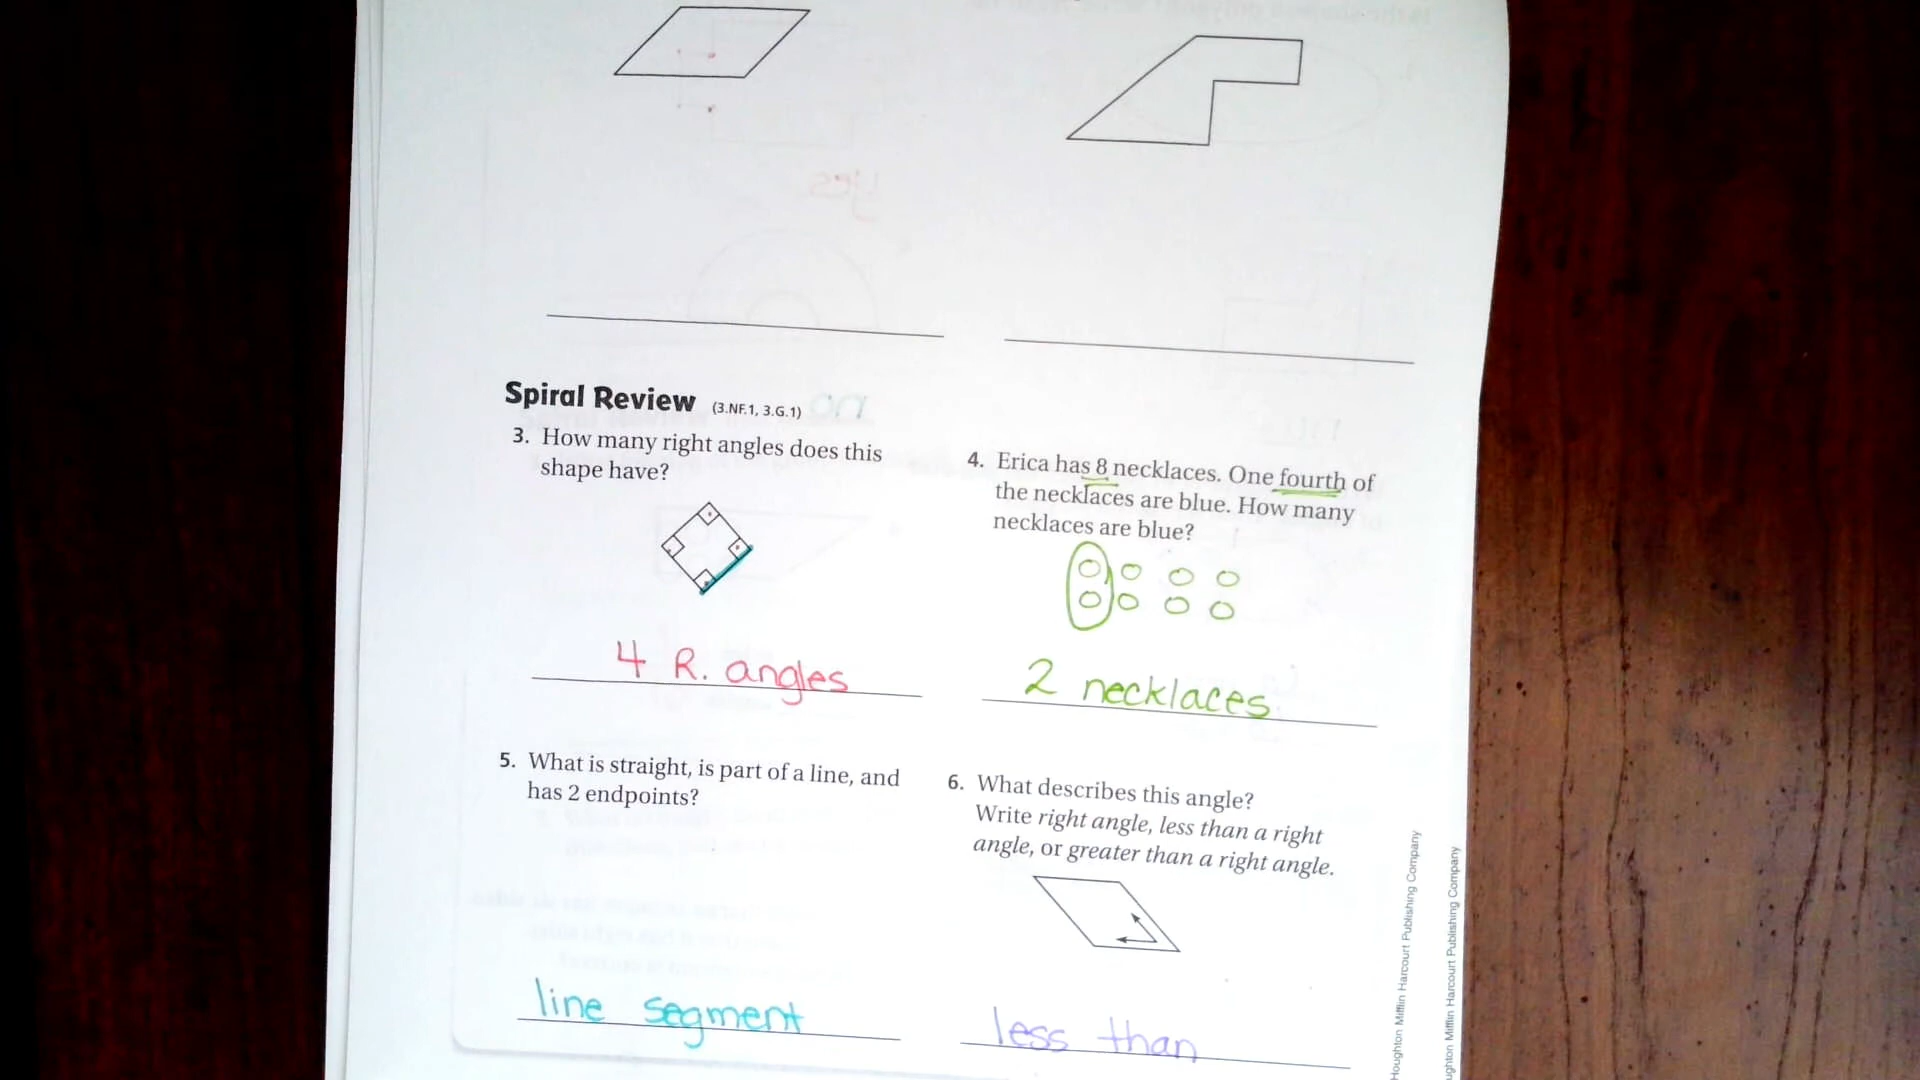 Spiral Review (3.NF.1, 3.G.1)
3. How many right angles does this
shape have?
4 R. angles
4. Erica has 8 necklaces. One fourth of
the necklaces are blue. How many
necklaces are blue?
2 necklaces
5. What is straight, is part of a line, and
has 2 endpoints?
line segment
6. What describes this angle?
Write right angle, less than a right
angle, or greater than a right angle.
less than
Houghton Mifflin Harcourt Publishing Company
ughton Mifflin Harcourt Publishing Company